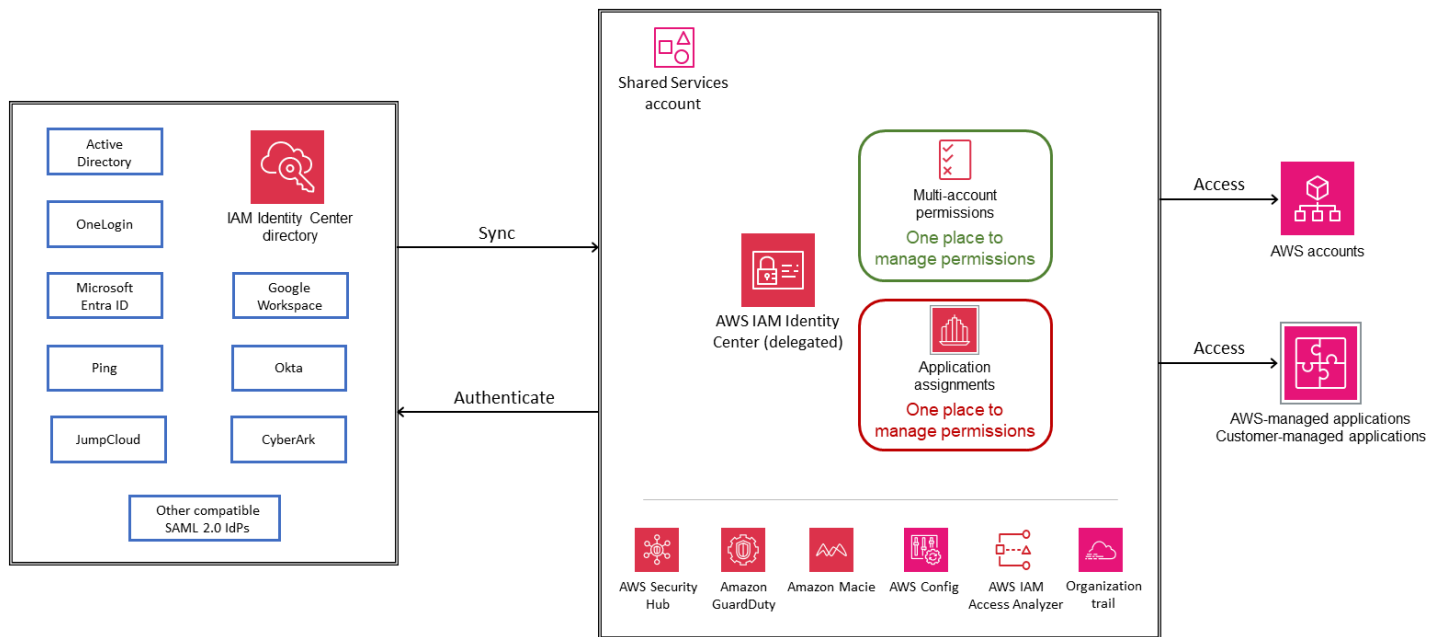 Active
Directory
OneLogin
Microsoft
Entra ID
Ping
JumpCloud
IAM Identity Center
directory
Google
Workspace
Okta
CyberArk
Other compatible
SAML 2.0 IdPs
Sync
Authenticate
Shared Services
account
AWS IAM Identity
Center (delegated)
Multi-account
permissions
One place to
manage permissions
Application
assignments
One place to
manage permissions
AWS Security
Hub
Amazon
GuardDuty
Amazon Macie
AWS Config
AWS IAM
Access Analyzer
Organization
trail
Access
AWS accounts
Access
AWS-managed applications
Customer-managed applications